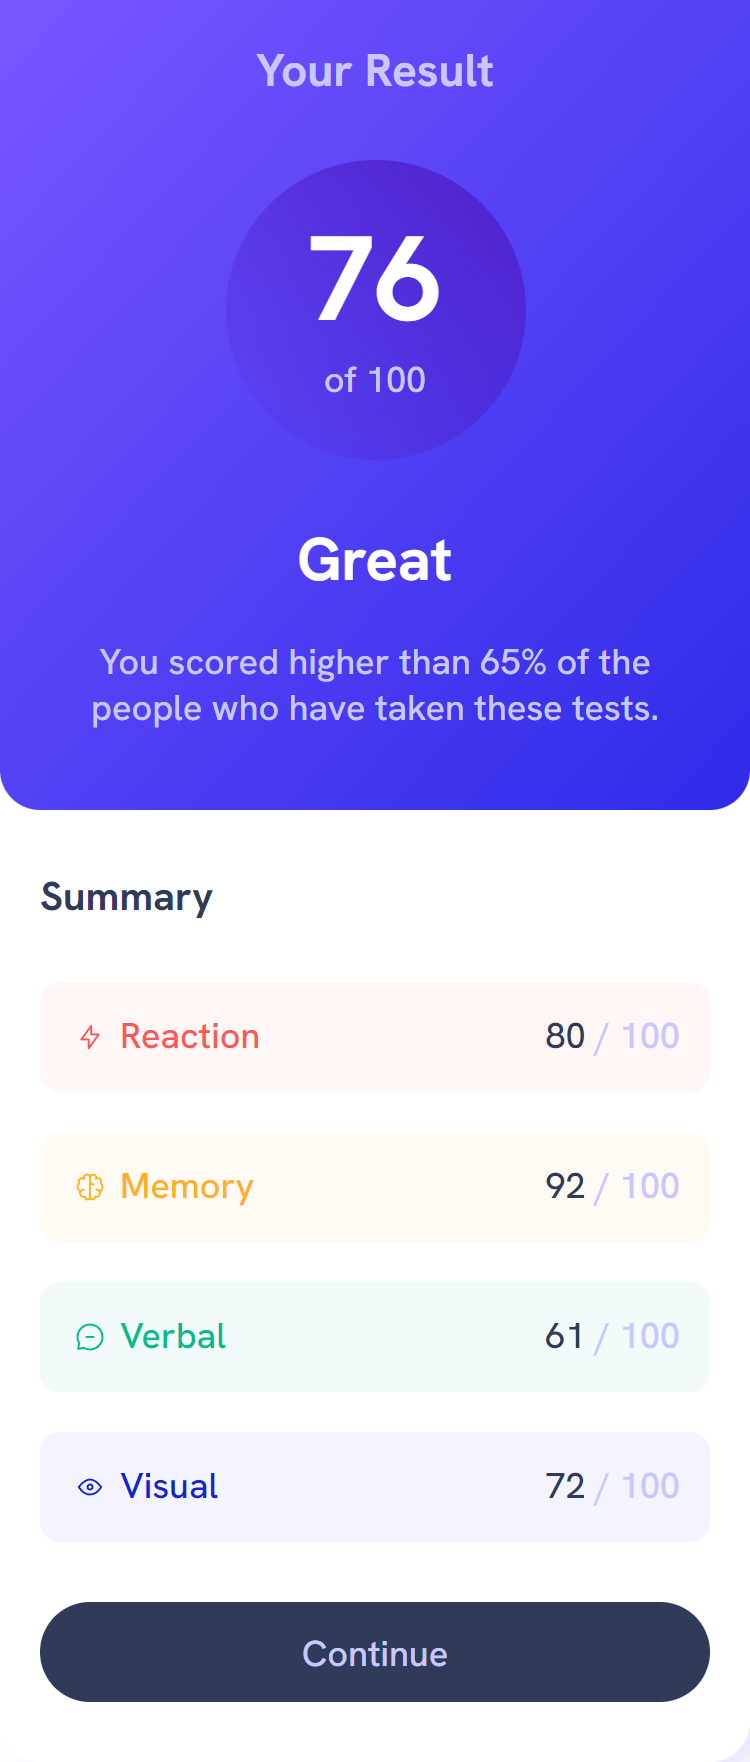 Your Result
76
of 100
Great
You scored higher than 65% of the
people who have taken these tests.
Summary
Reaction 80 / 100
Memory 92 / 100
Verbal 61 / 100
Visual 72 / 100
Continue